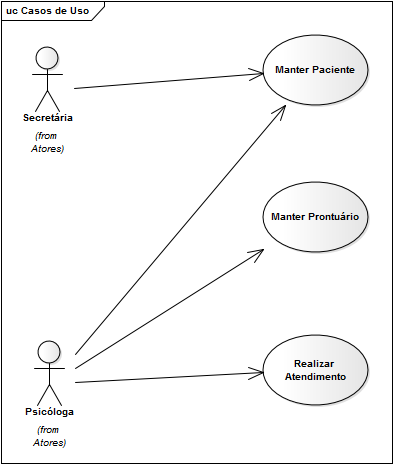 uc Casos de Uso
Manter Paciente
Secretária
(from
Atores)
Manter Prontuário
Realizar
Atendimento
Psicóloga
(from
Atores)